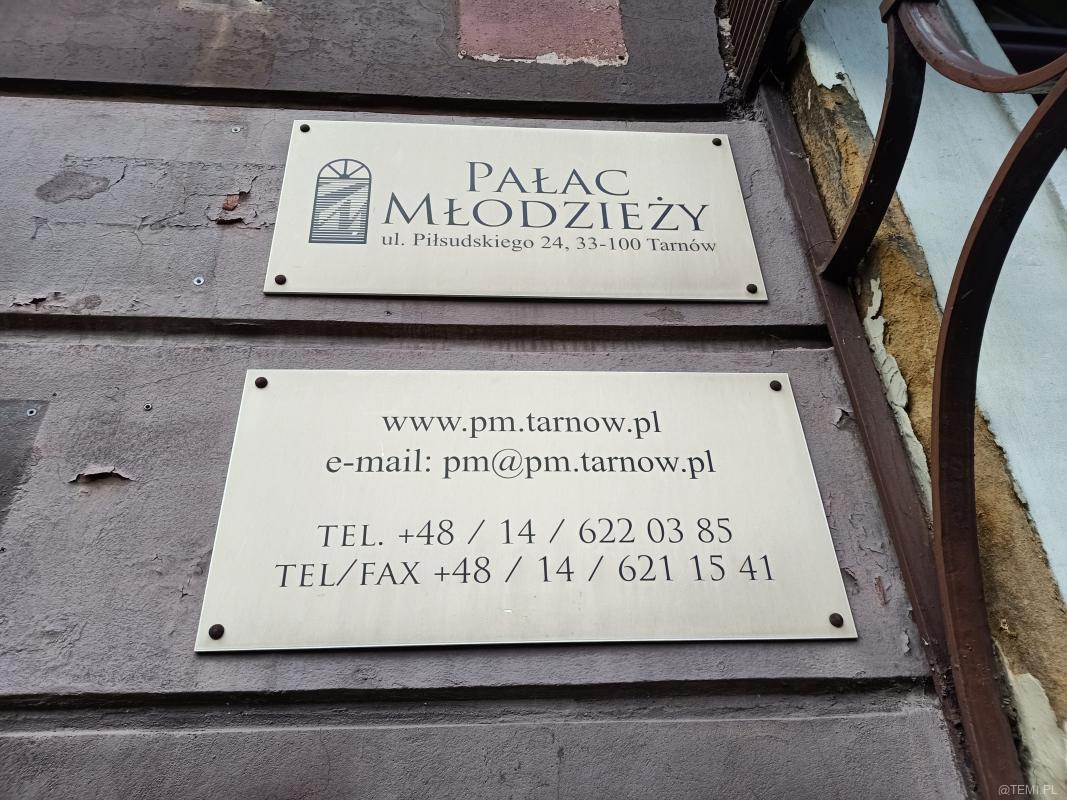 PAŁAC
MŁODZIEŻY
ul. Piłsudskiego 24, 33-100 Tarnów
www.pm.tarnow.pl
e-mail: pm@pm.tarnow.pl
TEL. +48 / 14 / 622 03 85
TEL/FAX +48 / 14 / 621 15 41
@TEMI.PL